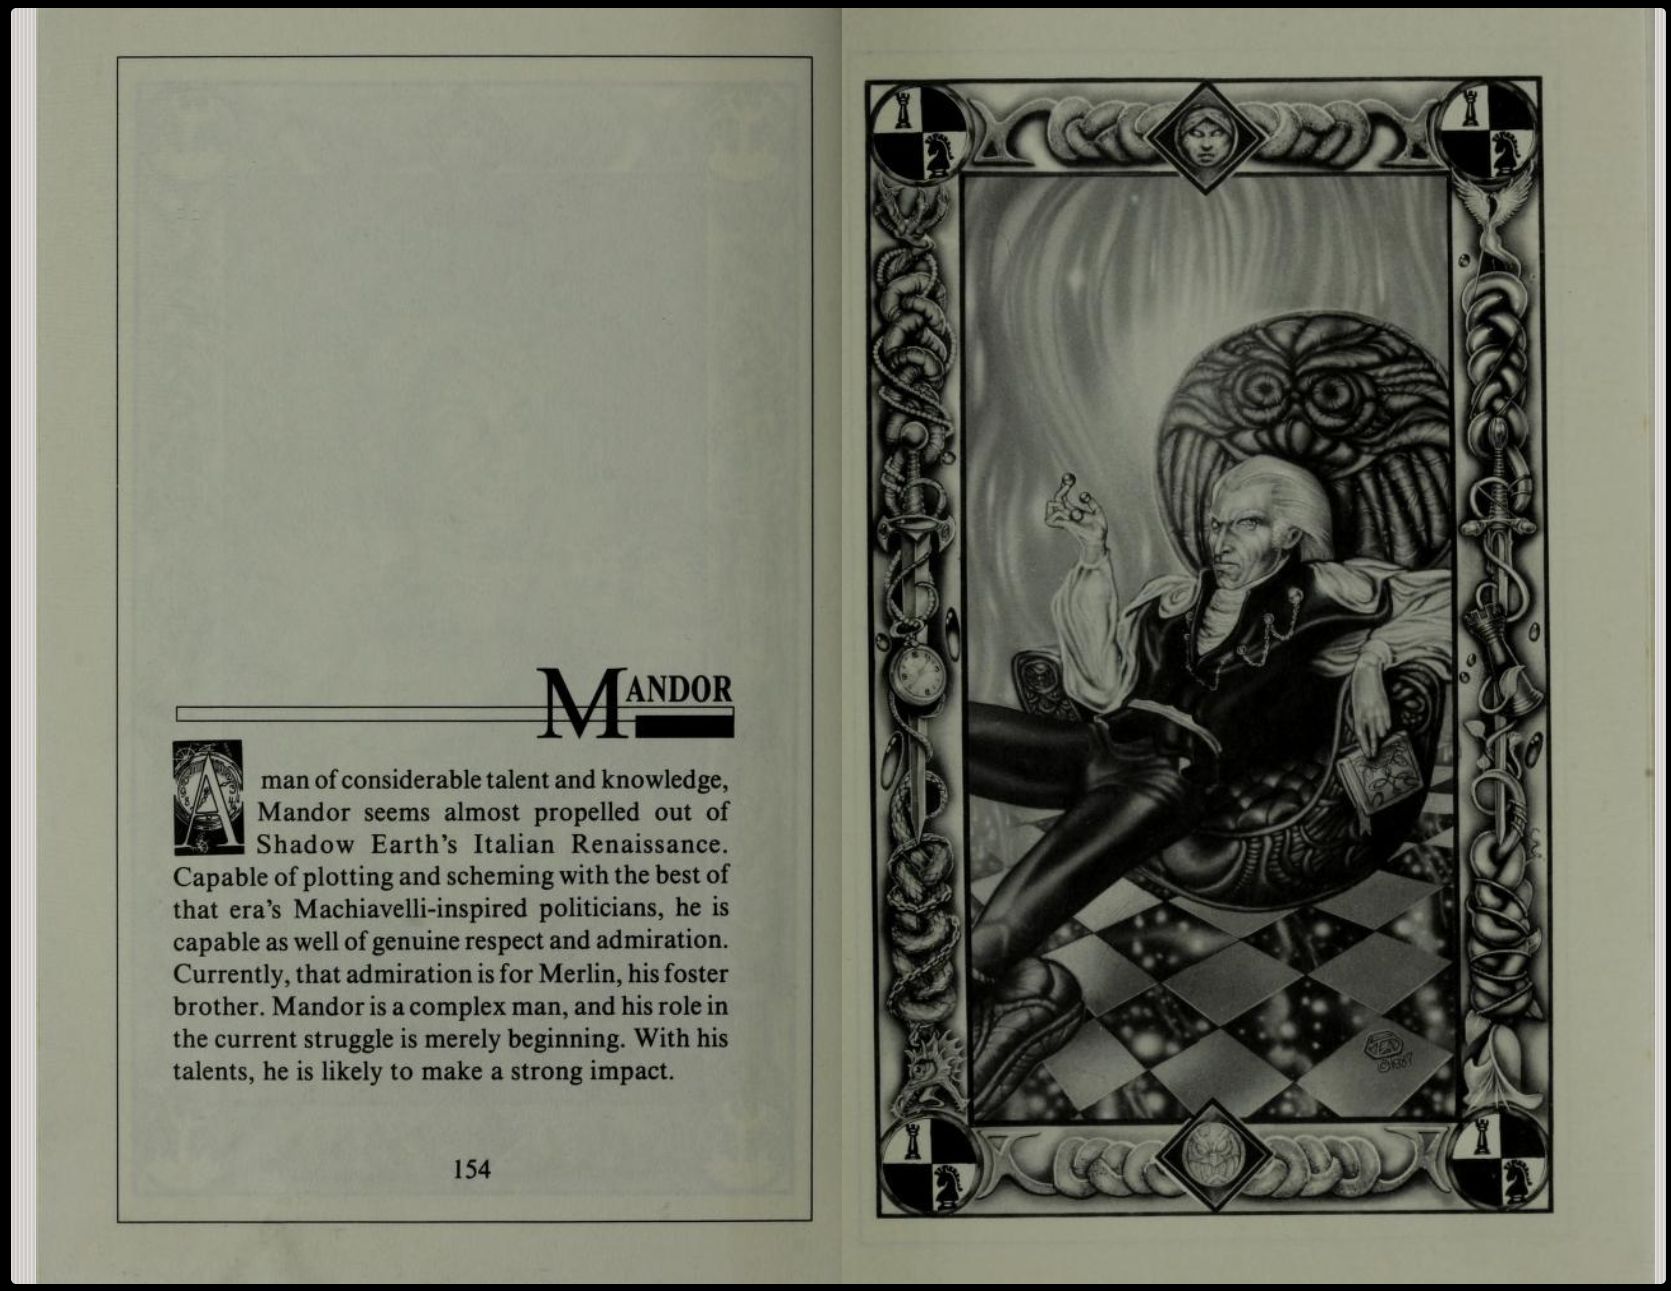 MANDOR
A man of considerable talent and knowledge,
Mandor seems almost propelled out of
Shadow Earth's Italian Renaissance.
Capable of plotting and scheming with the best of
that era's Machiavelli-inspired politicians, he is
capable as well of genuine respect and admiration.
Currently, that admiration is for Merlin, his foster
brother. Mandor is a complex man, and his role in
the current struggle is merely beginning. With his
talents, he is likely to make a strong impact.
154
©1987